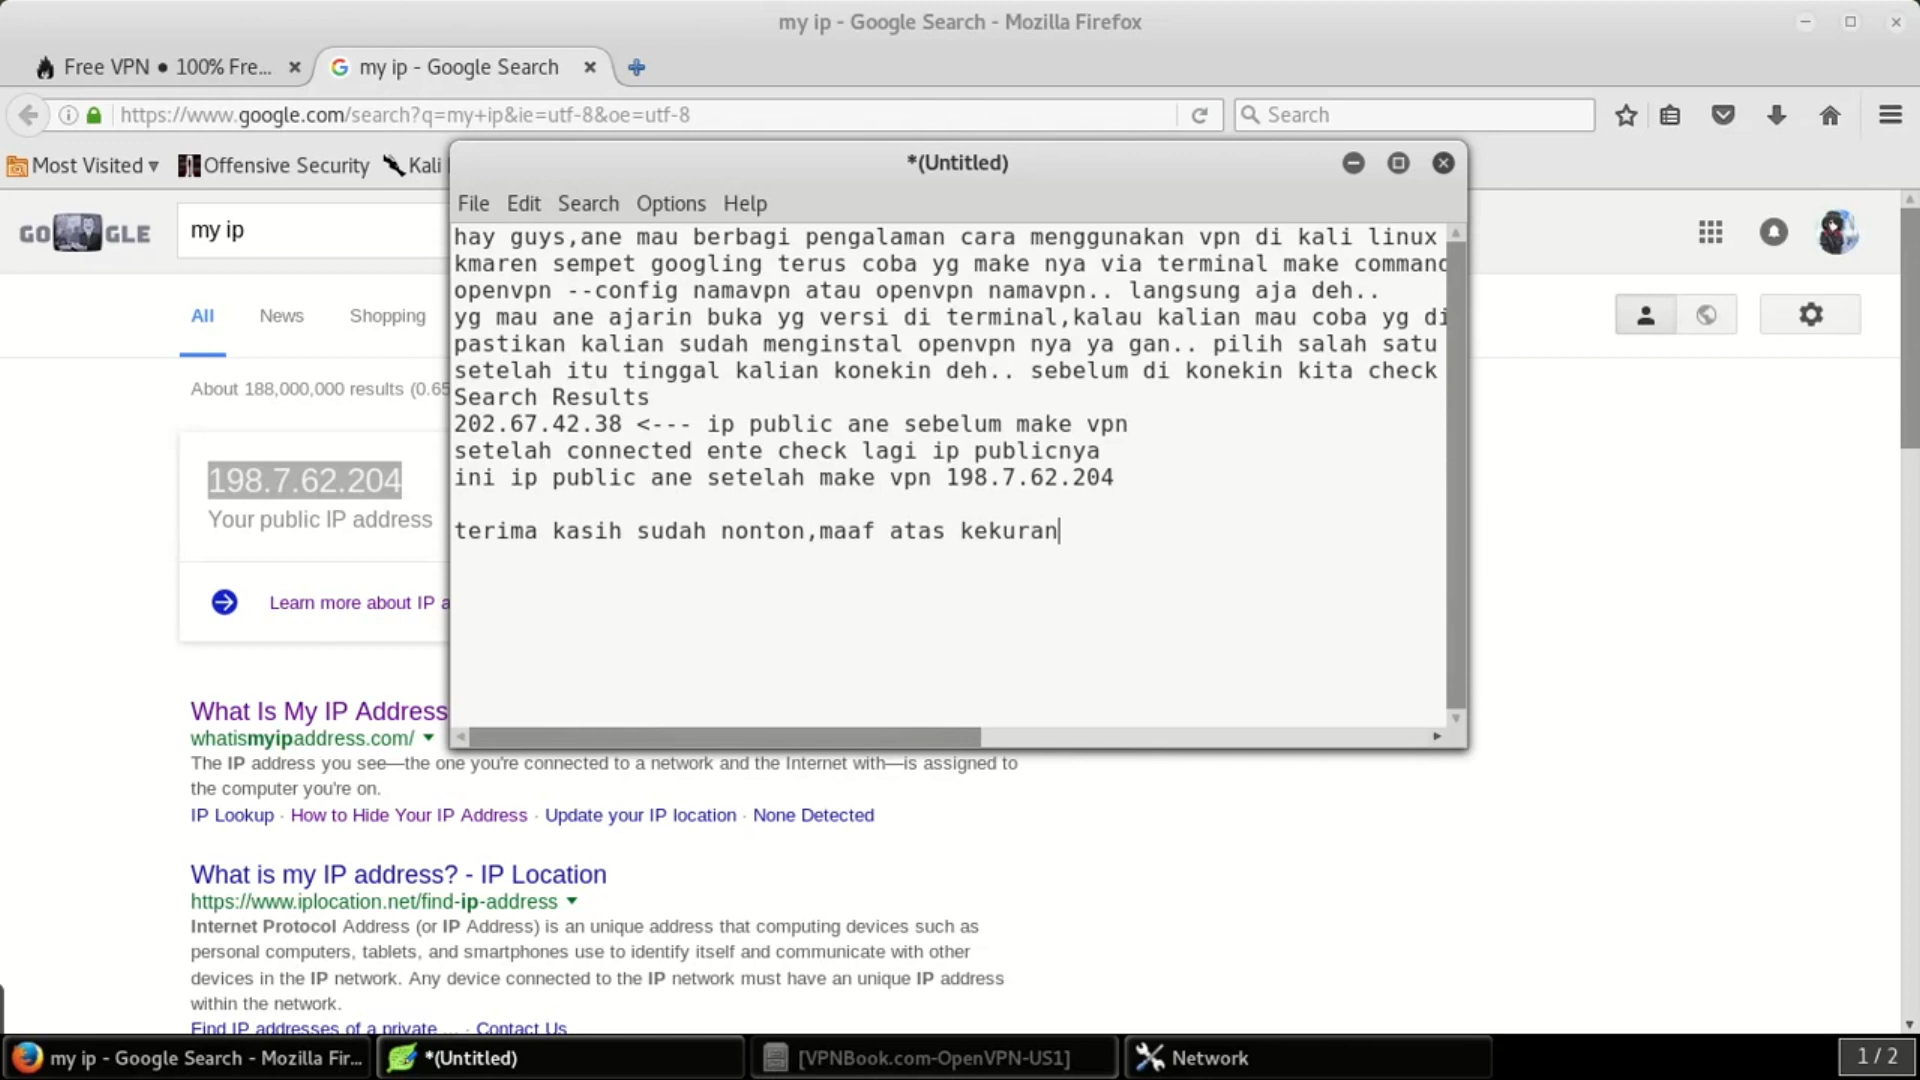 my ip - Google Search - Mozilla Firefox
Free VPN ● 100% Fre...
my ip - Google Search
https://www.google.com/search?q=my+ip&ie=utf-8&oe=utf-8
Search
Most Visited
Offensive Security
Kali
*(Untitled)
File Edit Search Options Help
GO GLE
my ip
hay guys,ane mau berbagi pengalaman cara menggunakan vpn di kali linux
kmaren sempet googling terus coba yg make nya via terminal make command
openvpn --config namavpn atau openvpn namavpn.. langsung aja deh..
yg mau ane ajarin buka yg versi di terminal,kalau kalian mau coba yg di
pastikan kalian sudah menginstal openvpn nya ya gan.. pilih salah satu
setelah itu tinggal kalian konekin deh.. sebelum di konekin kita check
Search Results
202.67.42.38 <--- ip public ane sebelum make vpn
setelah connected ente check lagi ip publicnya
ini ip public ane setelah make vpn 198.7.62.204
terima kasih sudah nonton,maaf atas kekuran
All News Shopping
About 188,000,000 results (0.65
198.7.62.204
Your public IP address
Learn more about IP a
What Is My IP Address
whatismyipaddress.com/
The IP address you see—the one you're connected to a network and the Internet with—is assigned to
the computer you're on.
IP Lookup · How to Hide Your IP Address · Update your IP location · None Detected
What is my IP address? - IP Location
https://www.iplocation.net/find-ip-address
Internet Protocol Address (or IP Address) is an unique address that computing devices such as
personal computers, tablets, and smartphones use to identify itself and communicate with other
devices in the IP network. Any device connected to the IP network must have an unique IP address
within the network.
Find IP addresses of a private ... · Contact Us
my ip - Google Search - Mozilla Fir...
*(Untitled)
[VPNBook.com-OpenVPN-US1]
Network
1 / 2